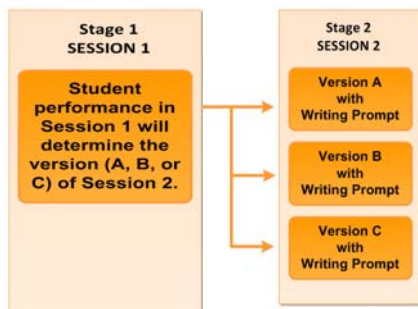 Stage 1
SESSION 1
Student
performance in
Session 1 will
determine the
version (A, B, or
C) of Session 2.
Stage 2
SESSION 2
Version A
with
Writing Prompt
Version B
with
Writing Prompt
Version C
with
Writing Prompt